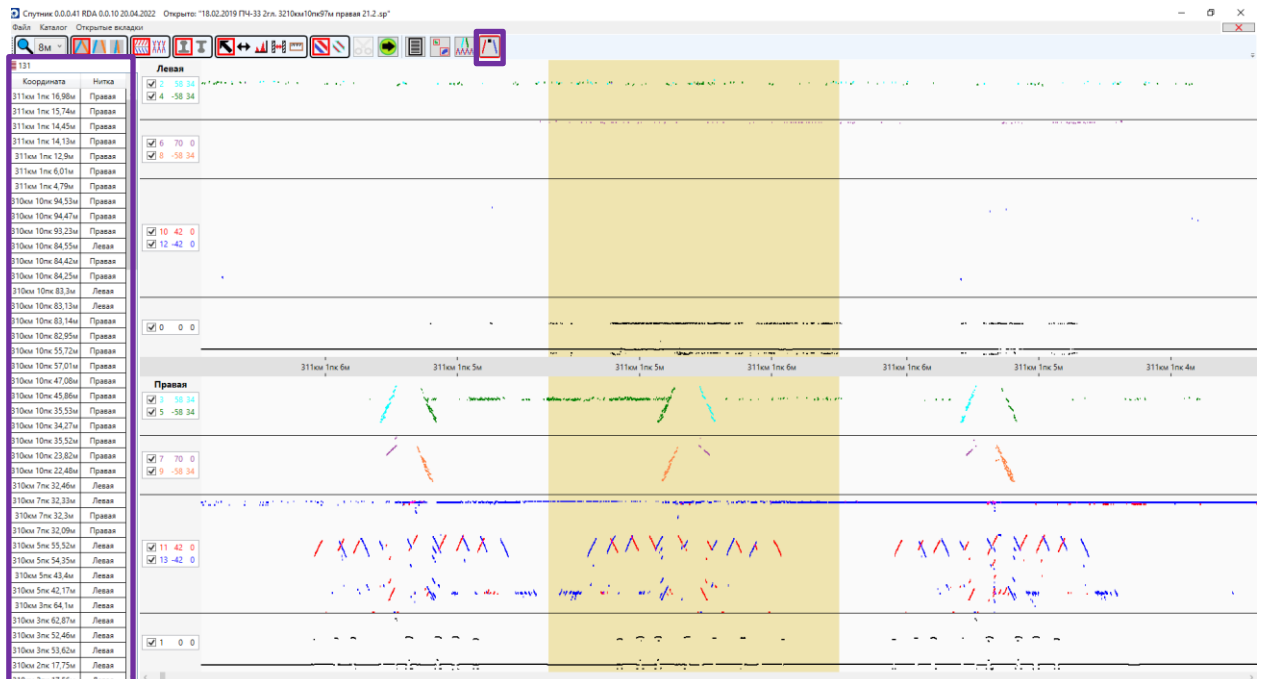 Спутник 0.0.0.41 RDA 0.0.10 20.04.2022 Открыто: "18.02.2019 ПЧ-33 2гл. 3210км10пк97м правая 21.2 .sp"
Файл Каталог Открытые вкладки
8м
131
Координата Нитка
311км 1пк 16,98м Правая
311км 1пк 15,74м Правая
311км 1пк 14,45м Правая
311км 1пк 14,13м Правая
311км 1пк 12,9м Правая
311км 1пк 6,01м Правая
311км 1пк 4,79м Правая
310км 10пк 94,53м Правая
310км 10пк 94,47м Правая
310км 10пк 93,23м Правая
310км 10пк 84,55м Левая
310км 10пк 84,42м Правая
310км 10пк 84,25м Правая
310км 10пк 83,3м Левая
310км 10пк 83,13м Левая
310км 10пк 83,14м Правая
310км 10пк 82,95м Правая
310км 10пк 55,72м Правая
310км 10пк 57,01м Правая
310км 10пк 47,08м Правая
310км 10пк 45,86м Правая
310км 10пк 35,53м Правая
310км 10пк 34,27м Правая
310км 10пк 35,52м Правая
310км 10пк 23,82м Правая
310км 10пк 22,48м Правая
310км 7пк 32,46м Левая
310км 7пк 32,33м Левая
310км 7пк 32,3м Правая
310км 7пк 32,09м Правая
310км 5пк 55,52м Левая
310км 5пк 54,35м Левая
310км 5пк 43,4м Левая
310км 5пк 42,17м Левая
310км 3пк 64,1м Левая
310км 3пк 62,87м Левая
310км 3пк 52,46м Левая
310км 3пк 53,62м Левая
310км 2пк 17,75м Левая
Левая
2 58 34
4 -58 34
6 70 0
8 -58 34
10 42 0
12 -42 0
0 0 0
311км 1пк 6м 311км 1пк 5м 311км 1пк 5м 311км 1пк 6м 311км 1пк 6м 311км 1пк 5м 311км 1пк 4м
Правая
3 58 34
5 -58 34
7 70 0
9 -58 34
11 42 0
13 -42 0
1 0 0